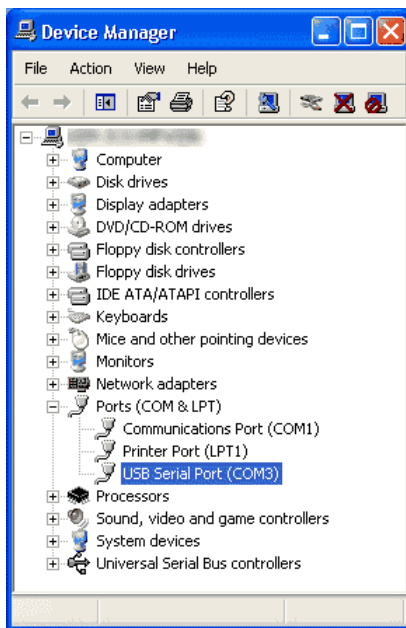 Device Manager
File Action View Help
Computer
Disk drives
Display adapters
DVD/CD-ROM drives
Floppy disk controllers
Floppy disk drives
IDE ATA/ATAPI controllers
Keyboards
Mice and other pointing devices
Monitors
Network adapters
Ports (COM & LPT)
Communications Port (COM1)
Printer Port (LPT1)
USB Serial Port (COM3)
Processors
Sound, video and game controllers
System devices
Universal Serial Bus controllers